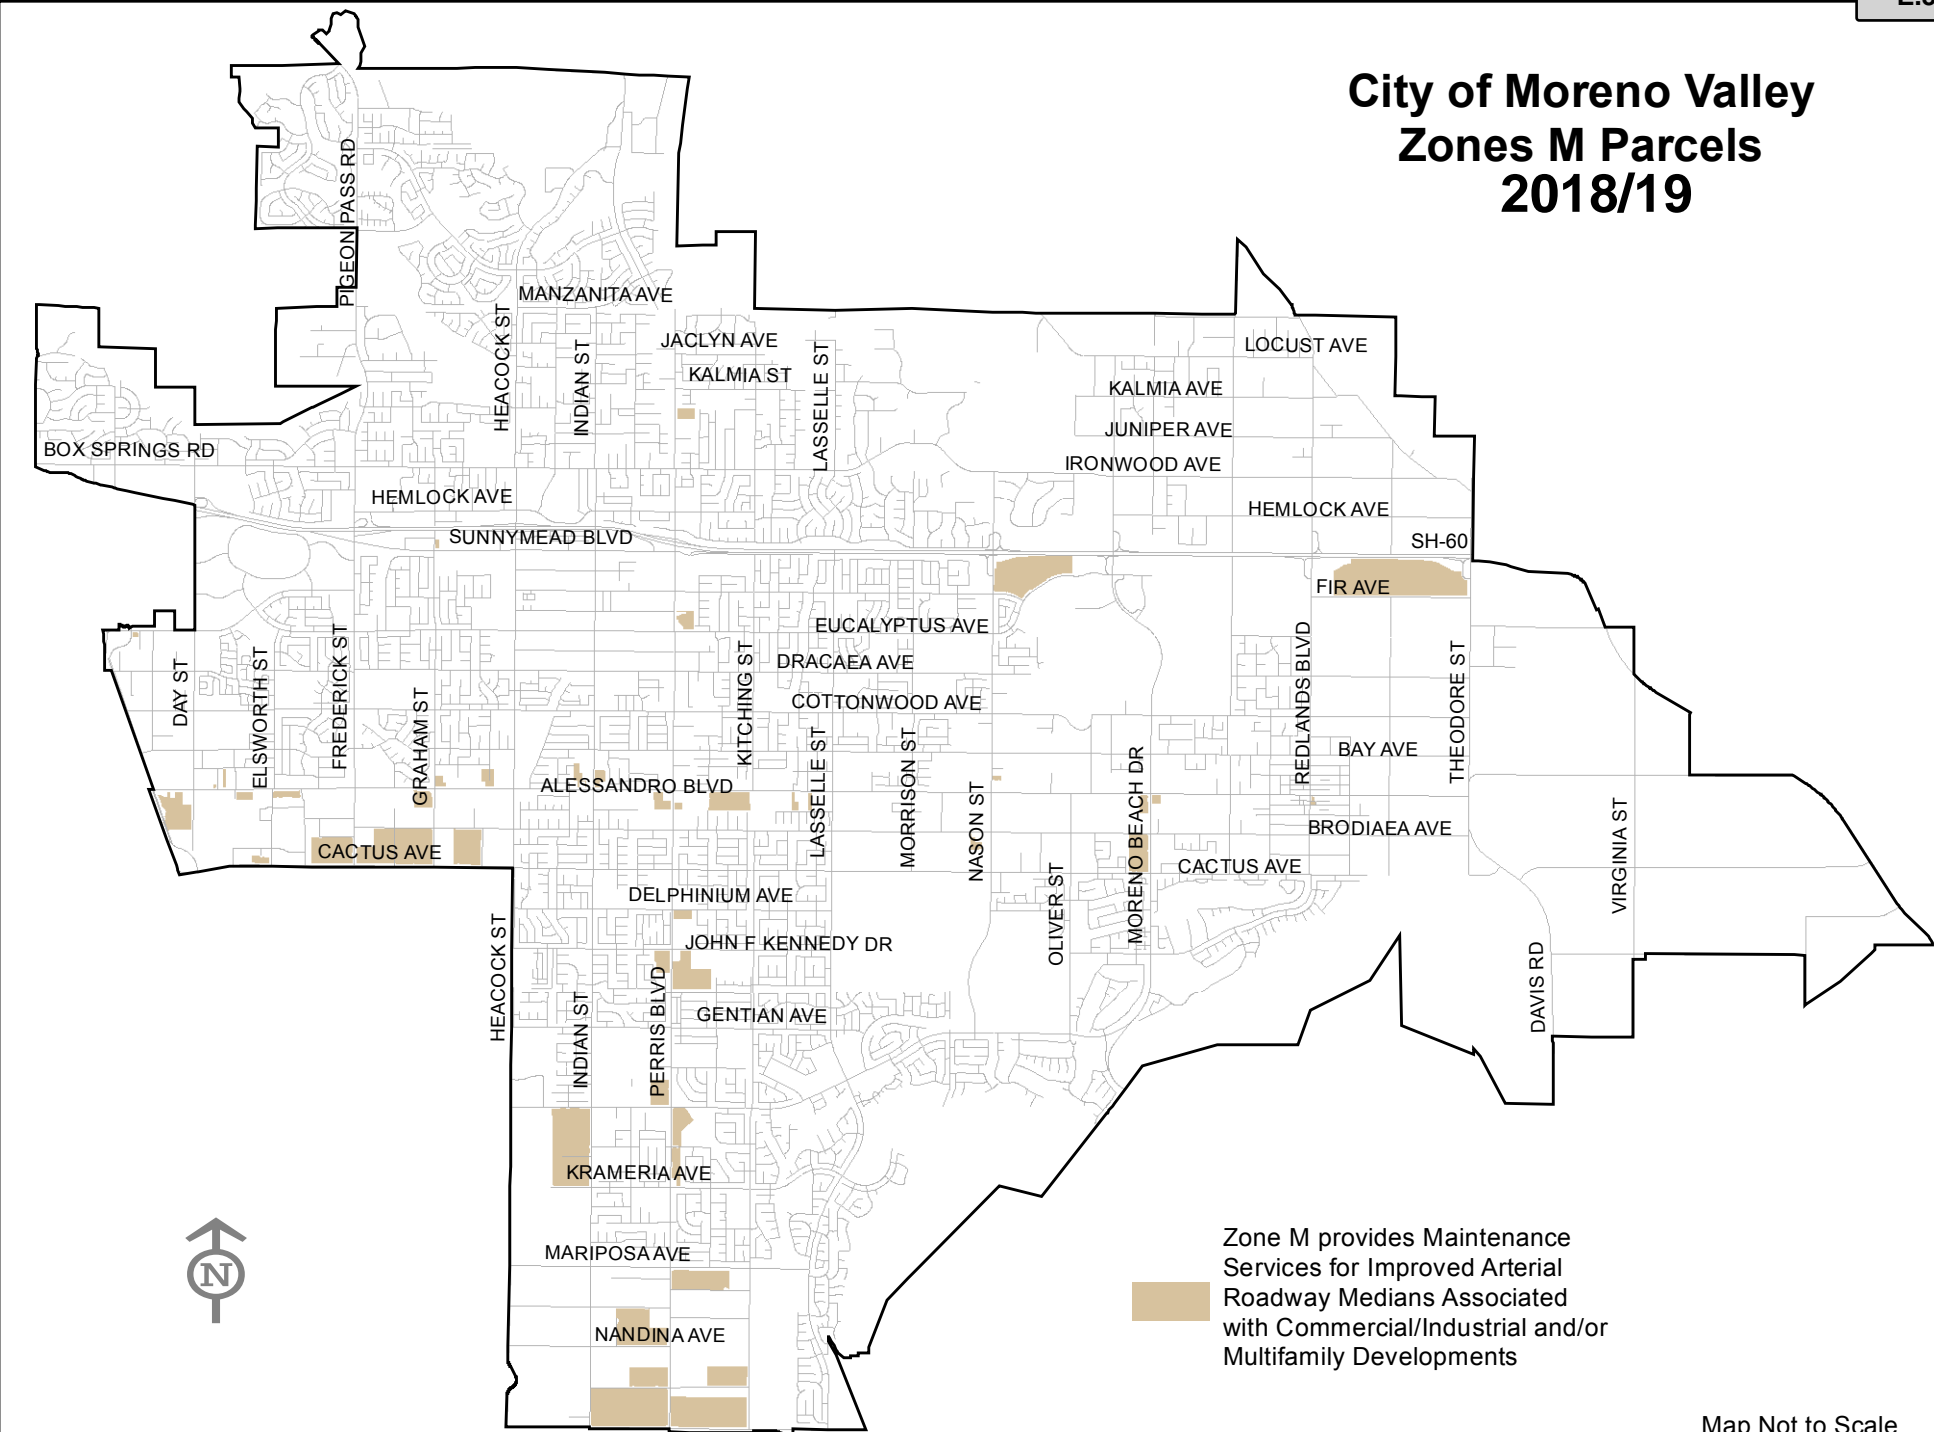 City of Moreno Valley
Zones M Parcels
2018/19
PIGEON PASS RD
MANZANITA AVE
HEACOCK ST
INDIAN ST
JACLYN AVE
KALMIA ST
LASSELLE ST
LOCUST AVE
KALMIA AVE
JUNIPER AVE
IRONWOOD AVE
BOX SPRINGS RD
HEMLOCK AVE
HEMLOCK AVE
SUNNYMEAD BLVD
SH-60
FIR AVE
EUCALYPTUS AVE
DRACAEA AVE
COTTONWOOD AVE
DAY ST
ELSWORTH ST
FREDERICK ST
GRAHAM ST
KITCHING ST
LASSELLE ST
MORRISON ST
NASON ST
MORENO BEACH DR
REDLANDS BLVD
BAY AVE
THEODORE ST
VIRGINIA ST
ALESSANDRO BLVD
BRODIAEA AVE
CACTUS AVE
CACTUS AVE
OLIVER ST
DELPHINIUM AVE
JOHN F KENNEDY DR
HEACOCK ST
INDIAN ST
PERRIS BLVD
GENTIAN AVE
DAVIS RD
KRAMERIA AVE
MARIPOSA AVE
NANDINA AVE
N
Zone M provides Maintenance
Services for Improved Arterial
Roadway Medians Associated
with Commercial/Industrial and/or
Multifamily Developments
Map Not to Scale